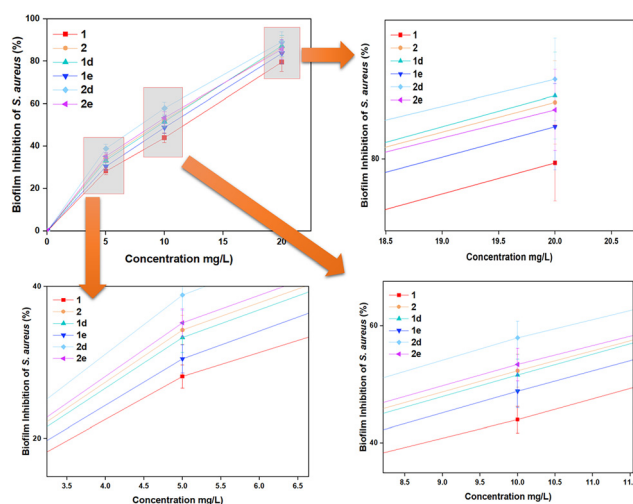 Biofilm Inhibition of S. aureus (%)
100
80
60
40
20
0
1
2
1d
1e
2d
2e
0
5
10
15
20
Concentration mg/L)
Biofilm Inhibition of S. aureus (%)
80
1
2
1d
1e
2d
2e
18.5
19.0
19.5
20.0
20.5
Concentration mg/L)
Biofilm Inhibition of S. aureus (%)
40
20
1
2
1d
1e
2d
2e
3.5
4.0
4.5
5.0
5.5
6.0
6.5
Concentration mg/L)
Biofilm Inhibition of S. aureus (%)
60
40
1
2
1d
1e
2d
2e
8.5
9.0
9.5
10.0
10.5
11.0
11.5
Concentration mg/L)